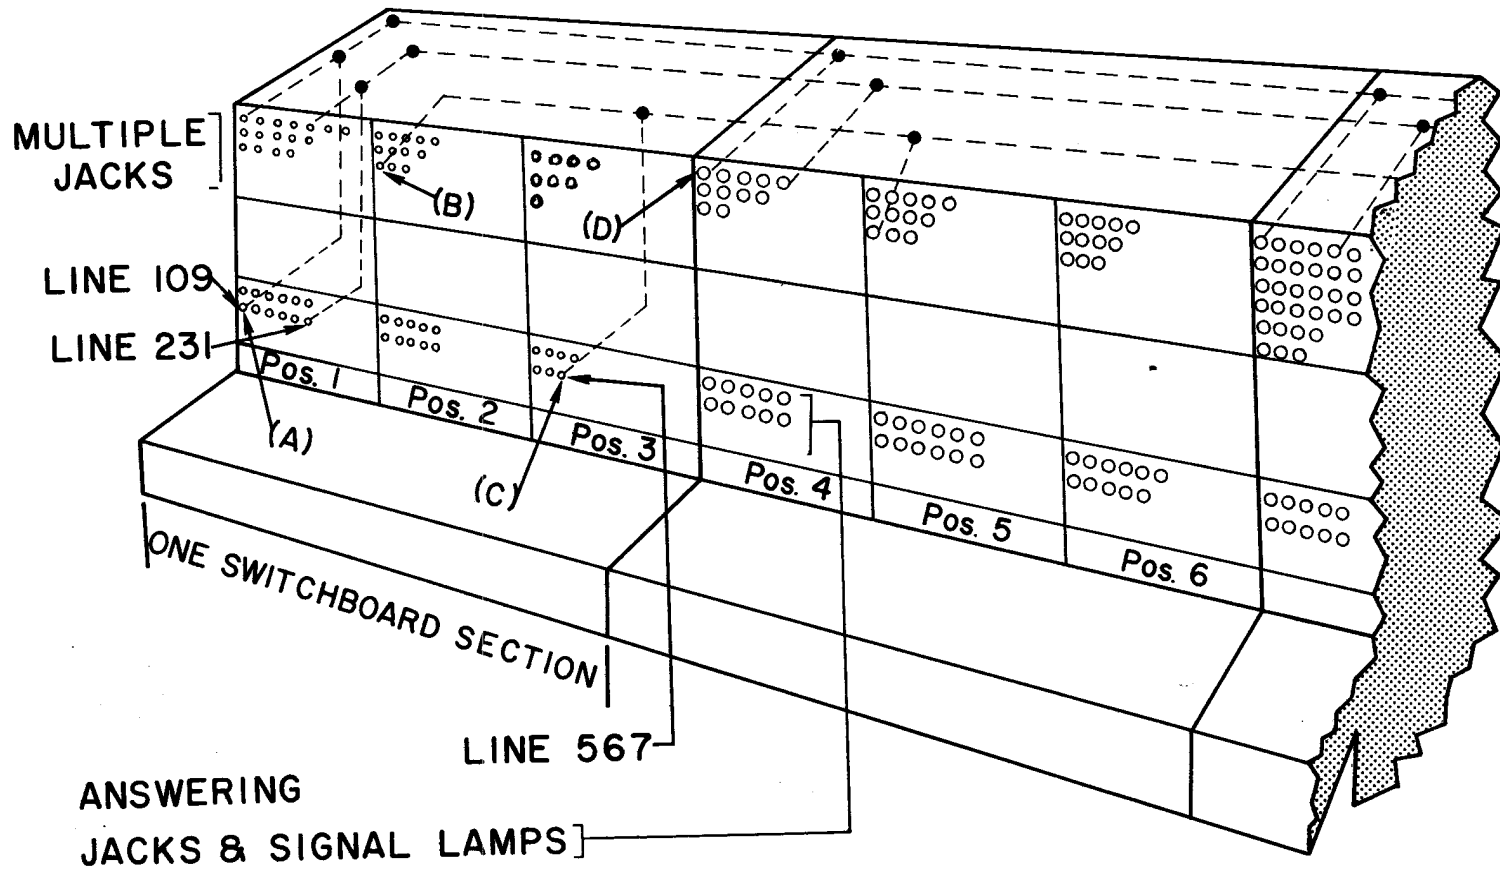 MULTIPLE
JACKS
(B)
(D)
LINE 109
LINE 231
Pos. 1
Pos. 2
Pos. 3
Pos. 4
Pos. 5
Pos. 6
(A)
(C)
ONE SWITCHBOARD SECTION
LINE 567
ANSWERING
JACKS & SIGNAL LAMPS